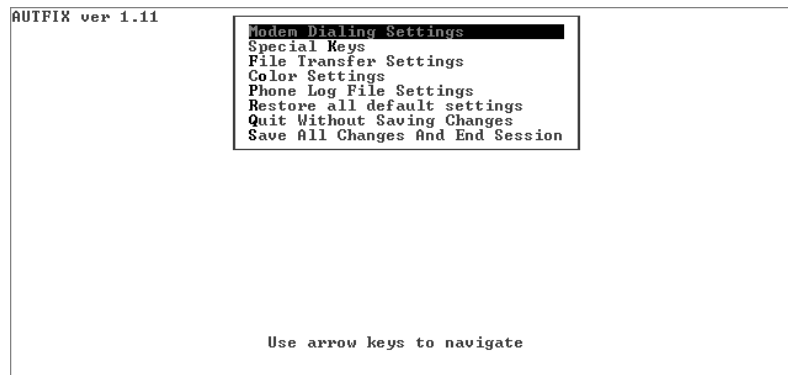 AUTFIX ver 1.11
Modem Dialing Settings
Special Keys
File Transfer Settings
Color Settings
Phone Log File Settings
Restore all default settings
Quit Without Saving Changes
Save All Changes And End Session
Use arrow keys to navigate